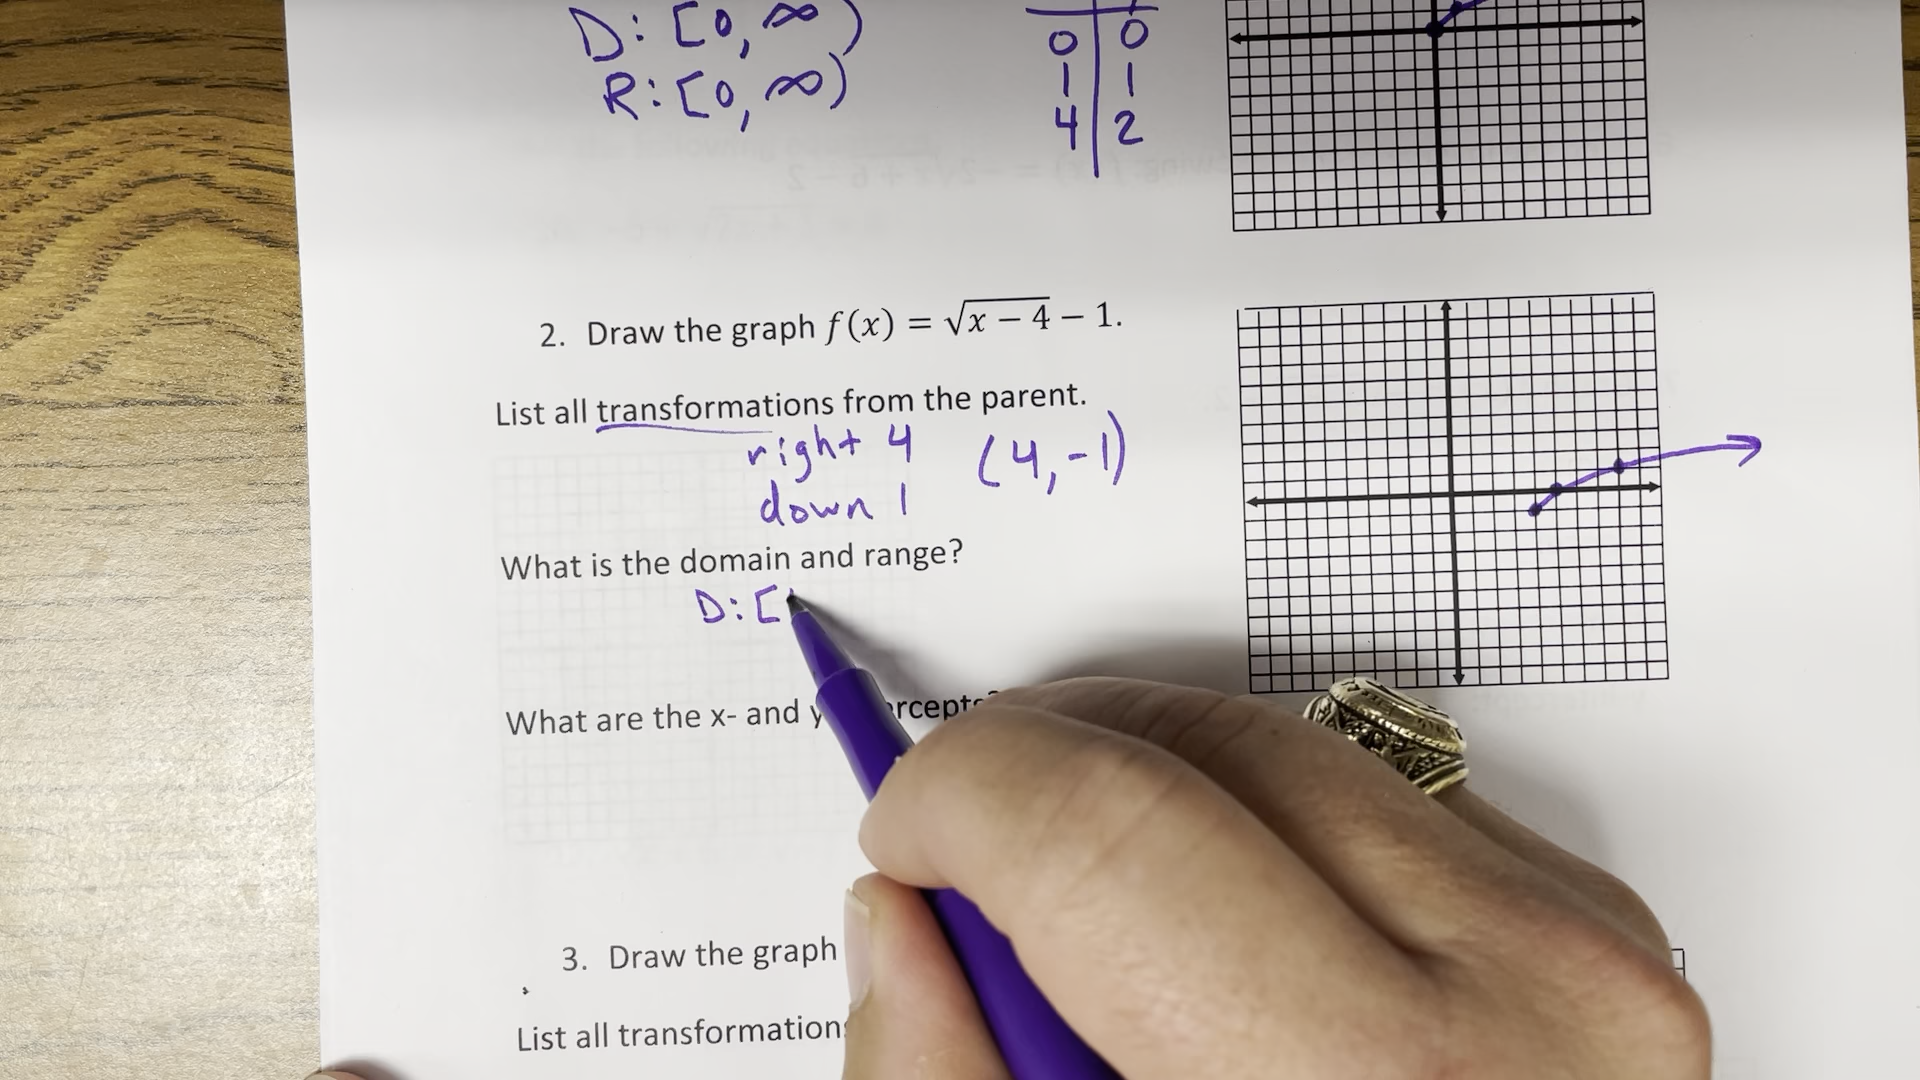 D: [0, ∞)
R: [0, ∞)
0 0
1 1
4 2
2. Draw the graph f(x) = √x − 4 − 1.
List all transformations from the parent.
right 4 (4, -1)
down 1
What is the domain and range?
D: [
What are the x- and y
3. Draw the graph
List all transformation